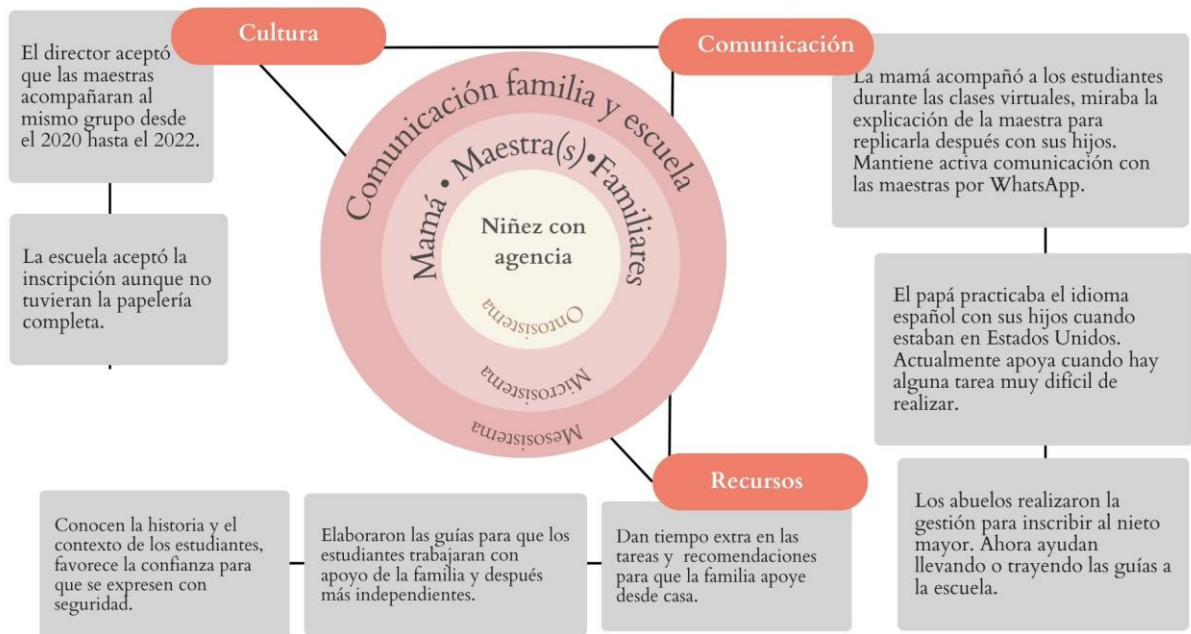 Cultura
El director aceptó
que las maestras
acompañaran al
mismo grupo desde
el 2020 hasta el 2022.
La escuela aceptó la
inscripción aunque no
tuvieran la papelería
completa.
Comunicación familia y escuela
Mamá • Maestra(s)•Familiares
Niñez con
agencia
Ontosistema
Microsistema
Mesosistema
Comunicación
La mamá acompañó a los estudiantes
durante las clases virtuales, miraba la
explicación de la maestra para
replicarla después con sus hijos.
Mantiene activa comunicación con
las maestras por WhatsApp.
El papá practicaba el idioma
español con sus hijos cuando
estaban en Estados Unidos.
Actualmente apoya cuando hay
alguna tarea muy difícil de
realizar.
Los abuelos realizaron la
gestión para inscribir al nieto
mayor. Ahora ayudan
llevando o trayendo las guías a
la escuela.
Recursos
Conocen la historia y el
contexto de los estudiantes,
favorece la confianza para
que se expresen con
seguridad.
Elaboraron las guías para que los
estudiantes trabajaran con
apoyo de la familia y después
más independientes.
Dan tiempo extra en las
tareas y recomendaciones
para que la familia apoye
desde casa.